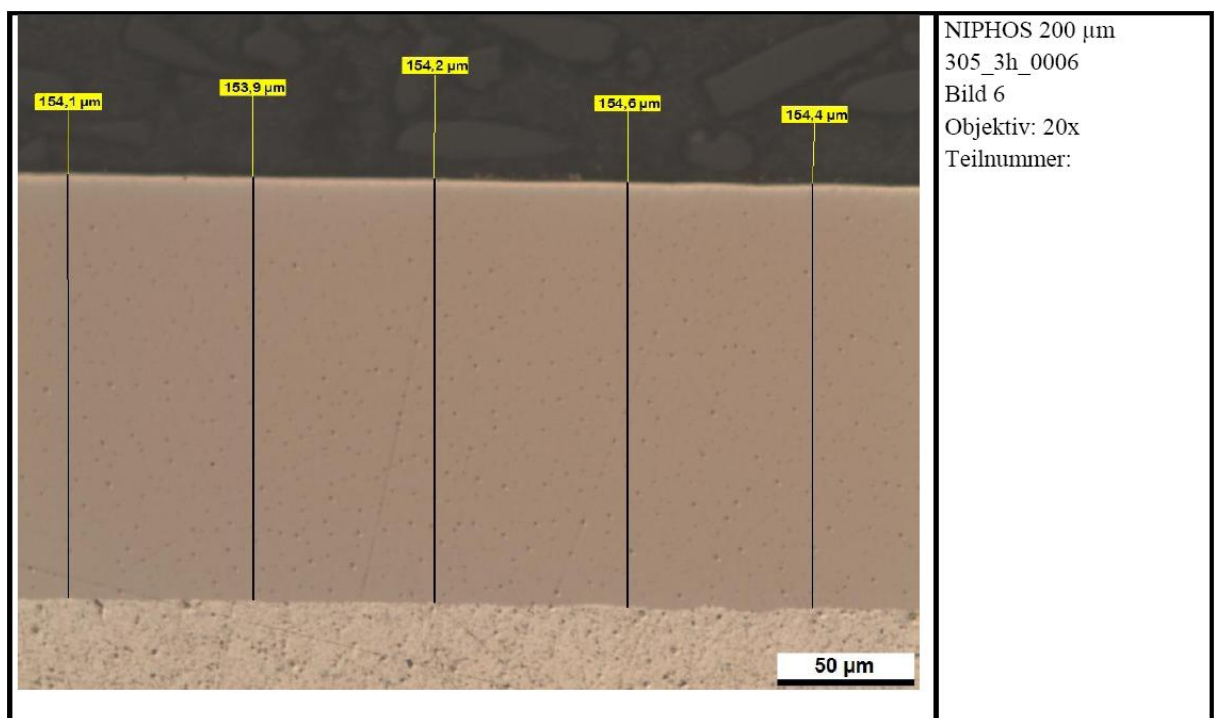 154,1 µm
153,9 µm
154,2 µm
154,6 µm
154,4 µm
50 µm
NIPHOS 200 µm
305_3h_0006
Bild 6
Objektiv: 20x
Teilnummer: